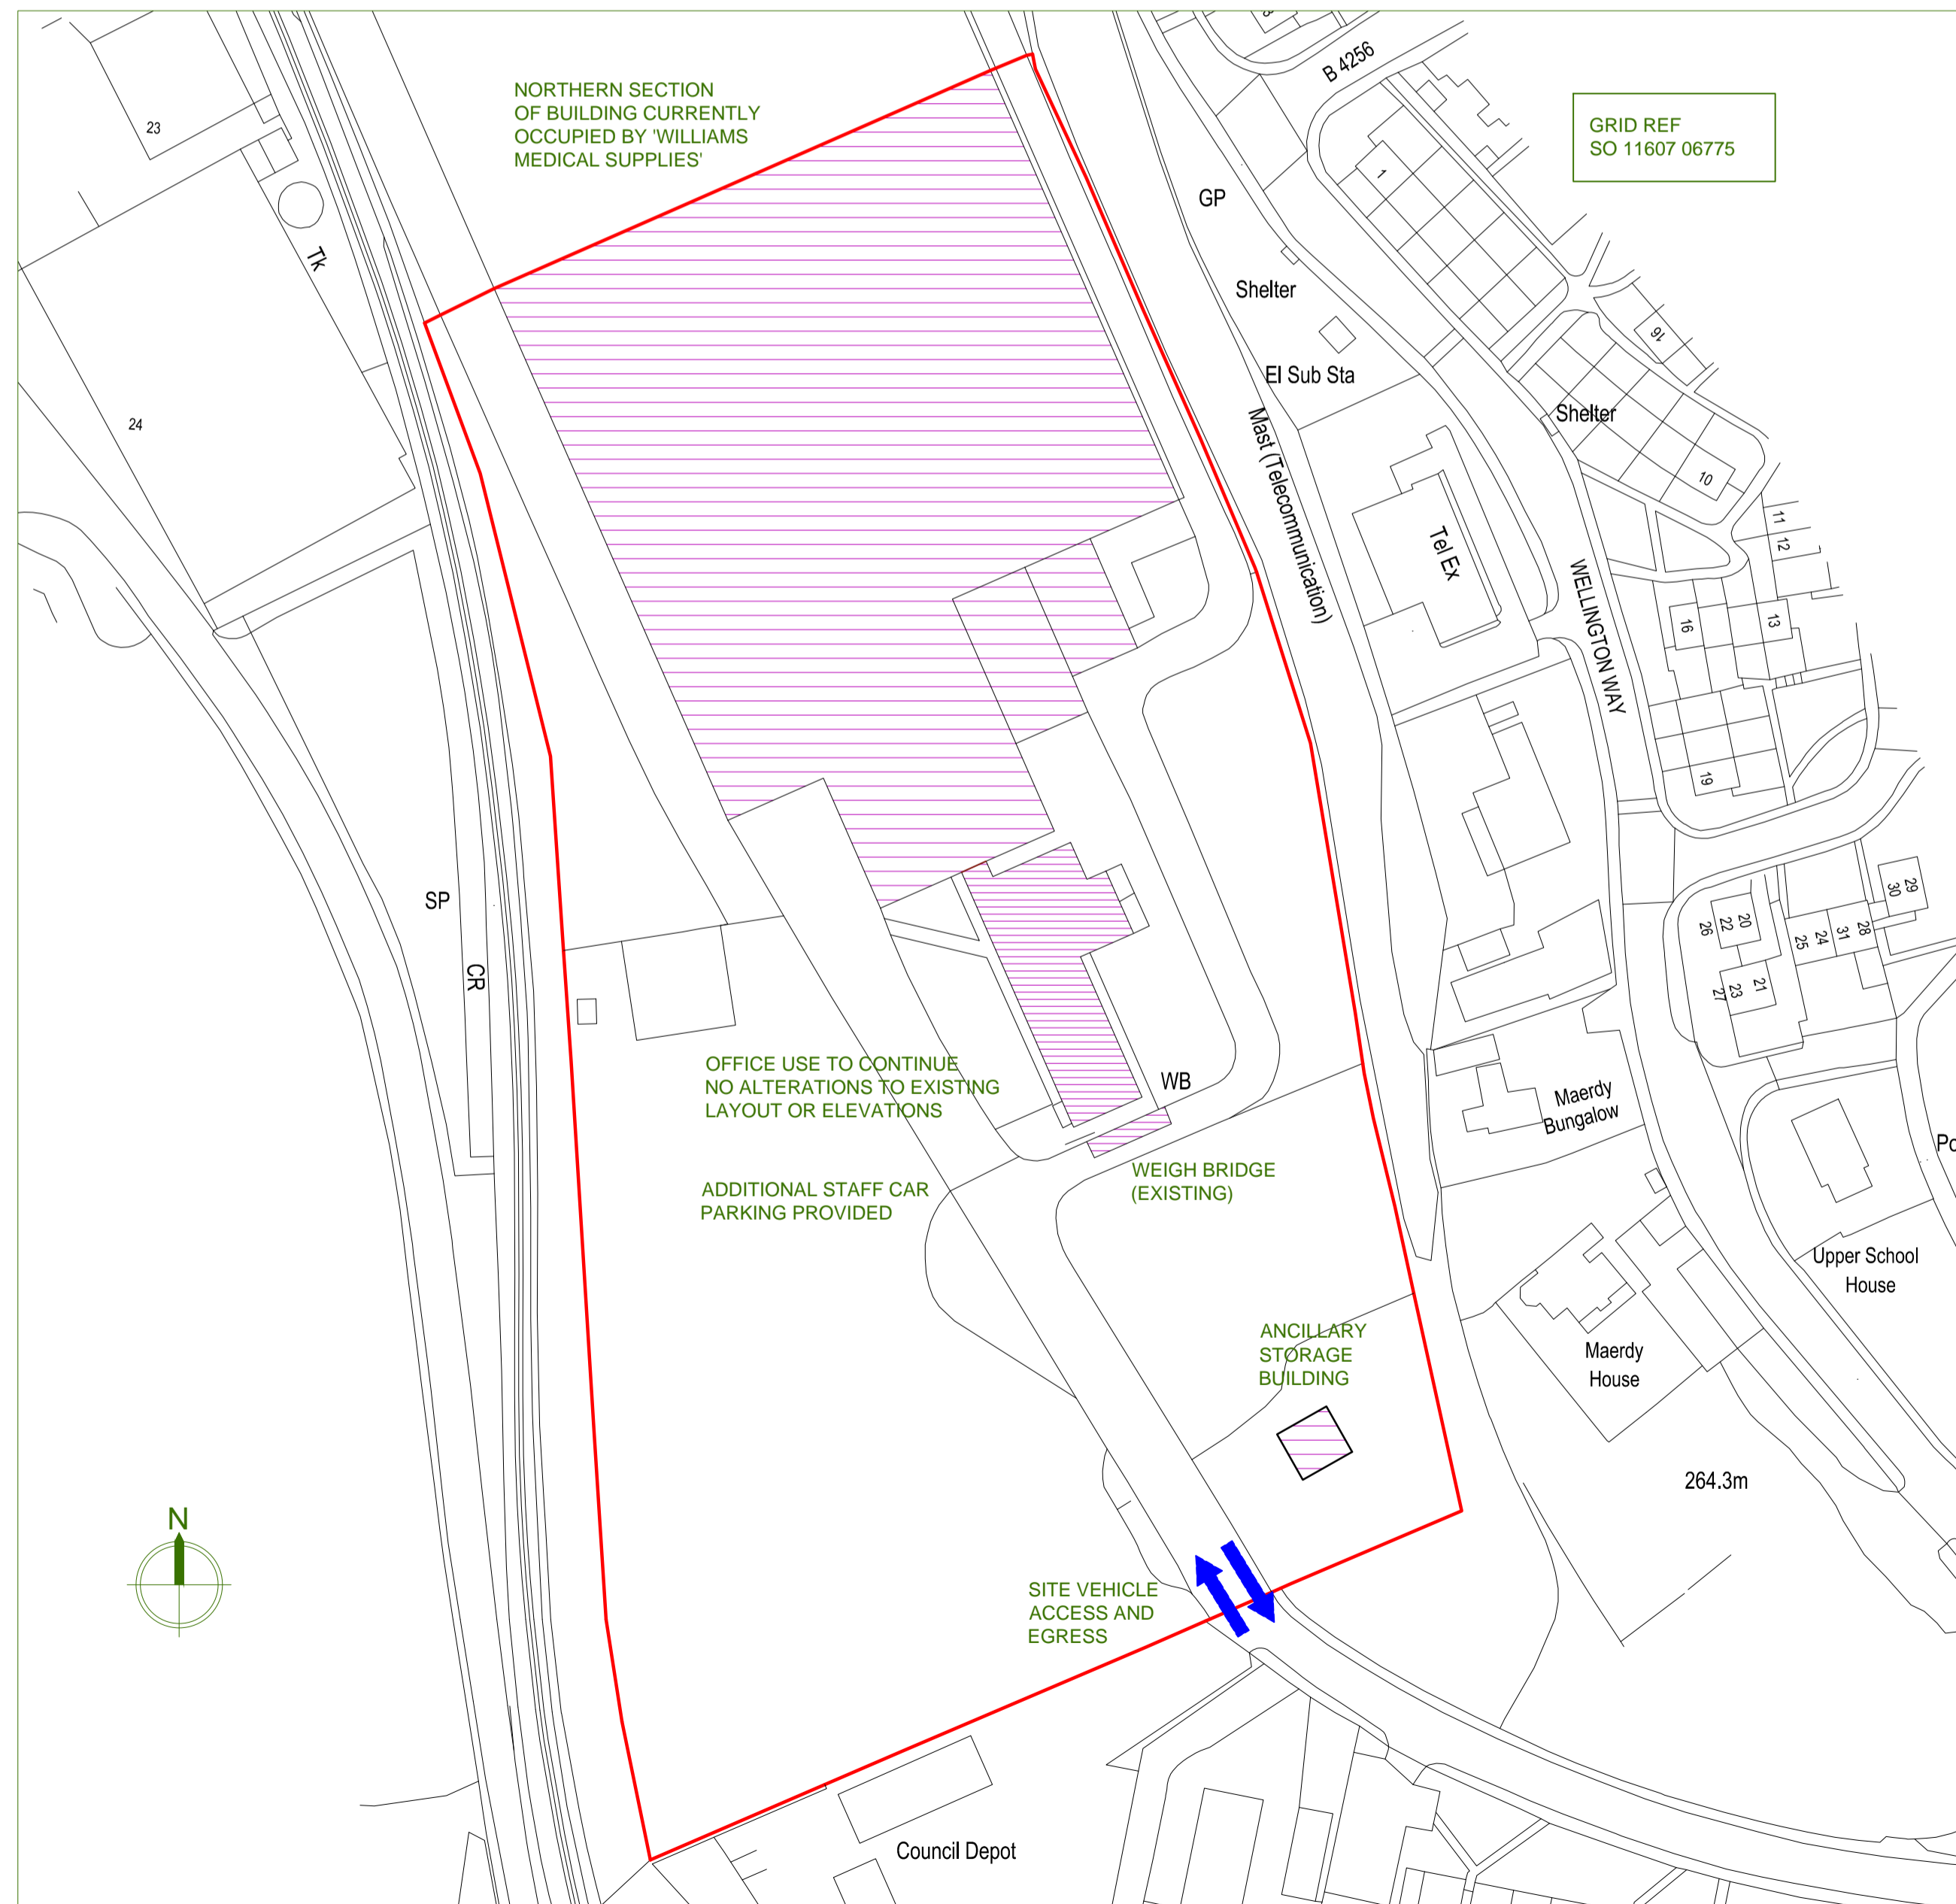 NORTHERN SECTION
OF BUILDING CURRENTLY
OCCUPIED BY 'WILLIAMS
MEDICAL SUPPLIES'
B 4256
GRID REF
SO 11607 06775
23
Tk
24
GP
1
Shelter
El Sub Sta
16
Shelter
10
Mast (Telecommunication)
Tel Ex
11
12
WELLINGTON WAY
16
13
19
SP
CR
29
30
20
22
26
25
24
31
28
21
23
27
OFFICE USE TO CONTINUE
NO ALTERATIONS TO EXISTING
LAYOUT OR ELEVATIONS
WB
Maerdy
Bungalow
ADDITIONAL STAFF CAR
PARKING PROVIDED
WEIGH BRIDGE
(EXISTING)
Upper School
House
ANCILLARY
STORAGE
BUILDING
Maerdy
House
264.3m
N
SITE VEHICLE
ACCESS AND
EGRESS
Council Depot